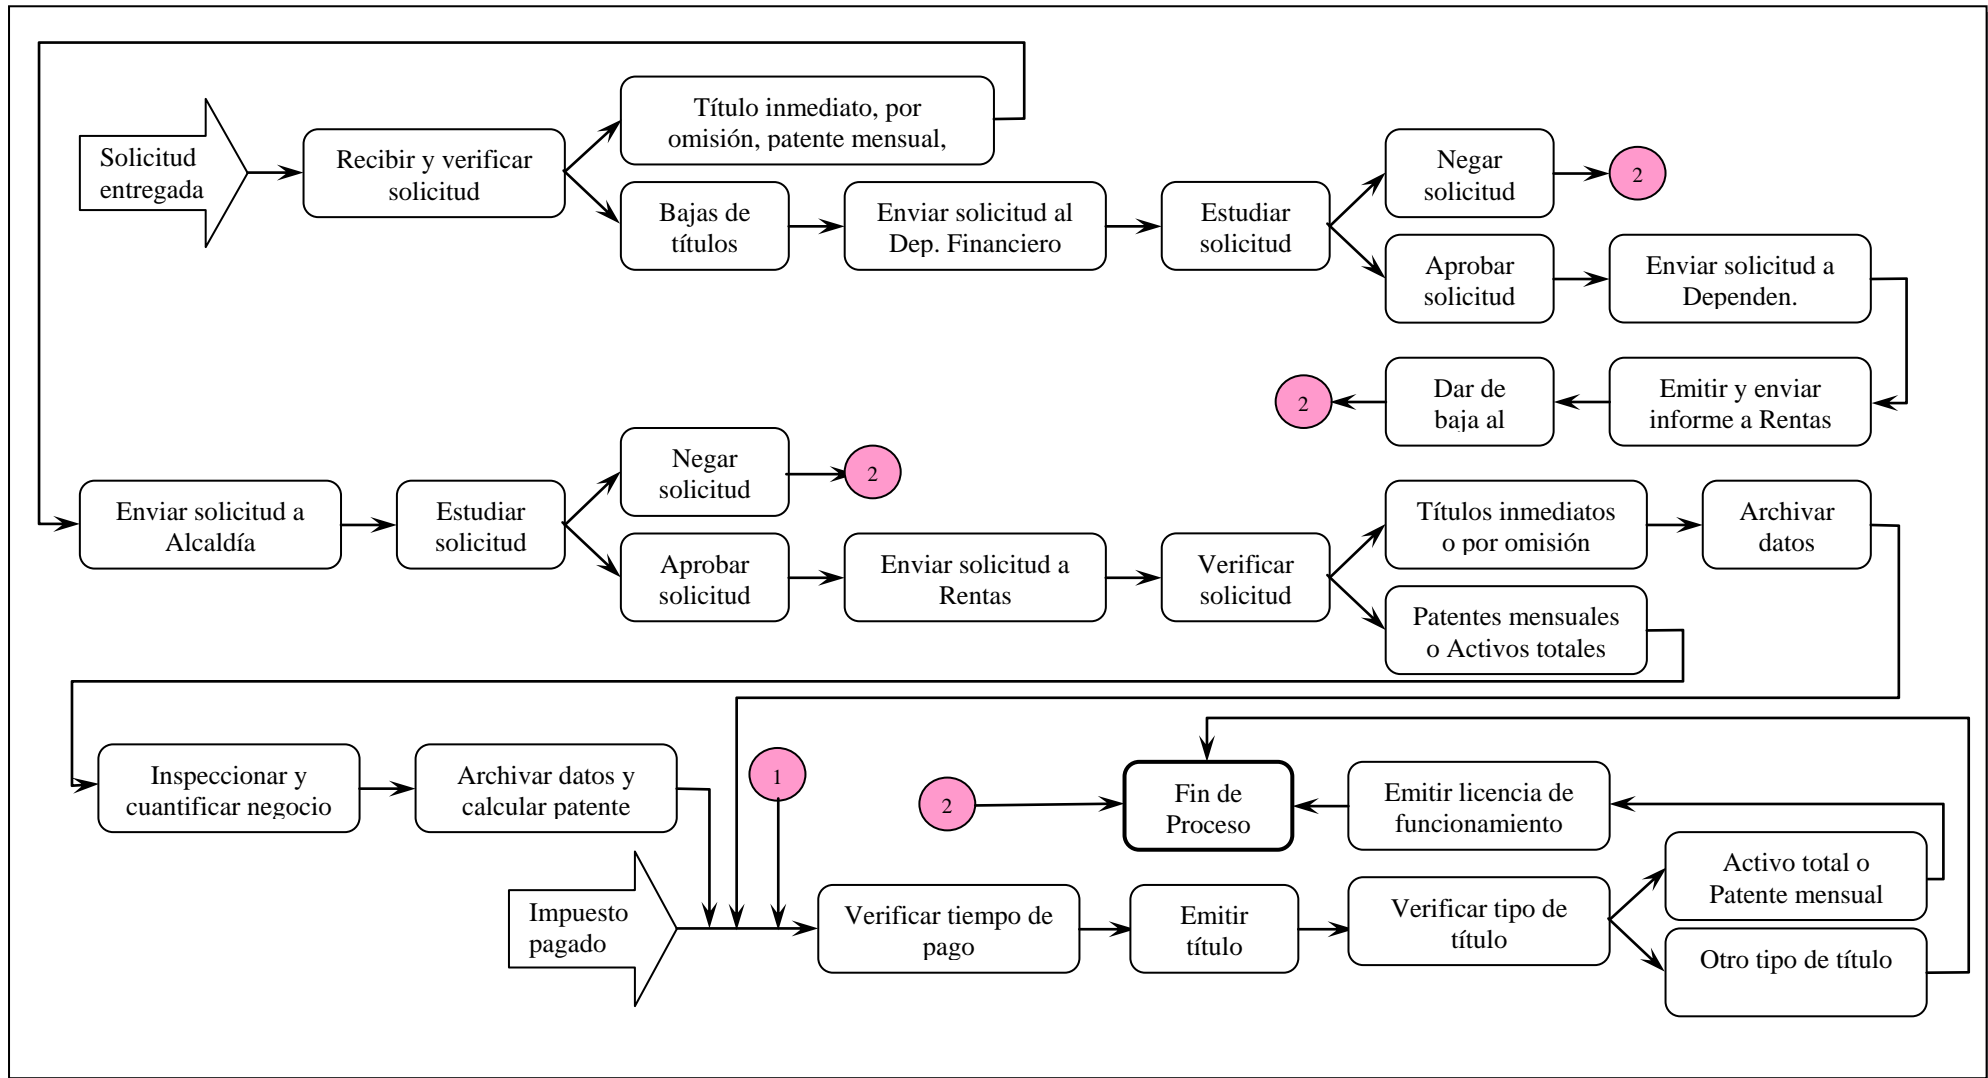 Título inmediato, por
omisión, patente mensual,
Solicitud
entregada
Recibir y verificar
solicitud
Negar
solicitud
2
Bajas de
títulos
Enviar solicitud al
Dep. Financiero
Estudiar
solicitud
Aprobar
solicitud
Enviar solicitud a
Dependen.
2
Dar de
baja al
Emitir y enviar
informe a Rentas
Negar
solicitud
2
Enviar solicitud a
Alcaldía
Estudiar
solicitud
Títulos inmediatos
o por omisión
Archivar
datos
Aprobar
solicitud
Enviar solicitud a
Rentas
Verificar
solicitud
Patentes mensuales
o Activos totales
Inspeccionar y
cuantificar negocio
Archivar datos y
calcular patente
1
2
Fin de
Proceso
Emitir licencia de
funcionamiento
Activo total o
Patente mensual
Impuesto
pagado
Verificar tiempo de
pago
Emitir
título
Verificar tipo de
título
Otro tipo de título